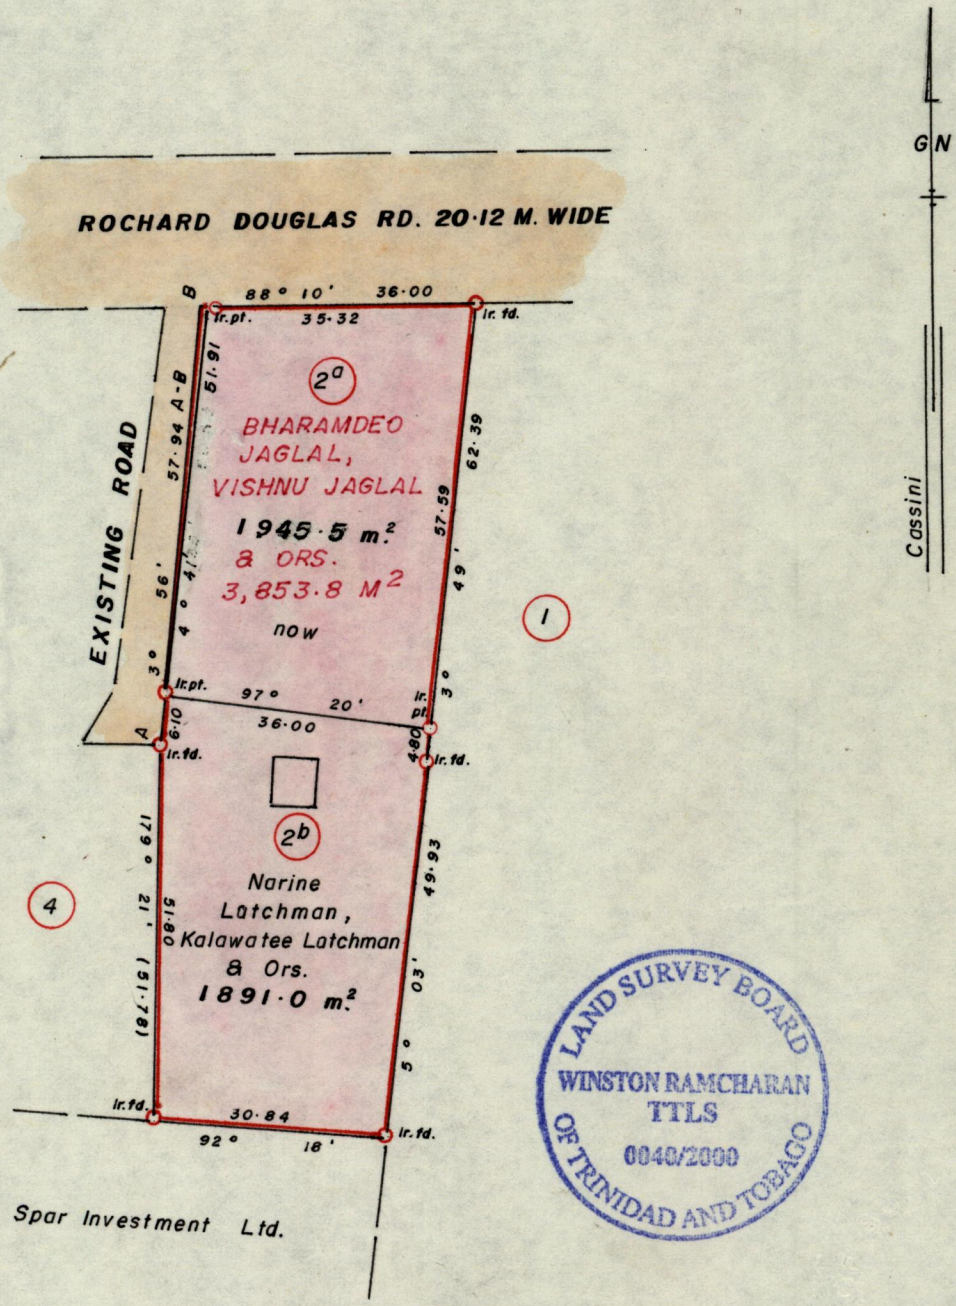 GN
ROCHARD DOUGLAS RD. 20·12 M. WIDE
B
88° 10' 36·00
Ir.pt. 35·32 Ir. fd.
51·91
2ª
57·94 A-B
BHARAMDEO
JAGLAL,
VISHNU JAGLAL
1945·5 m.²
& ORS.
3,853·8 M²
now
62·39
57·59
3° 49'
EXISTING ROAD
3° 56'
4° 41'
1
Cassini
Ir.pt.
97° 20'
36·00
Ir.
pt.
A
6·10
4·80
Ir.fd.
Ir.fd.
2ᵇ
Narine
Latchman,
Kalawatee Latchman
& Ors.
1891·0 m.²
179° 21' (51·78)
51·80
49·93
5° 03'
4
Ir.fd.
30·84
92° 18'
Ir.fd.
Spar Investment Ltd.
LAND SURVEY BOARD
WINSTON RAMCHARAN
TTLS
0040/2000
OF TRINIDAD AND TOBAGO